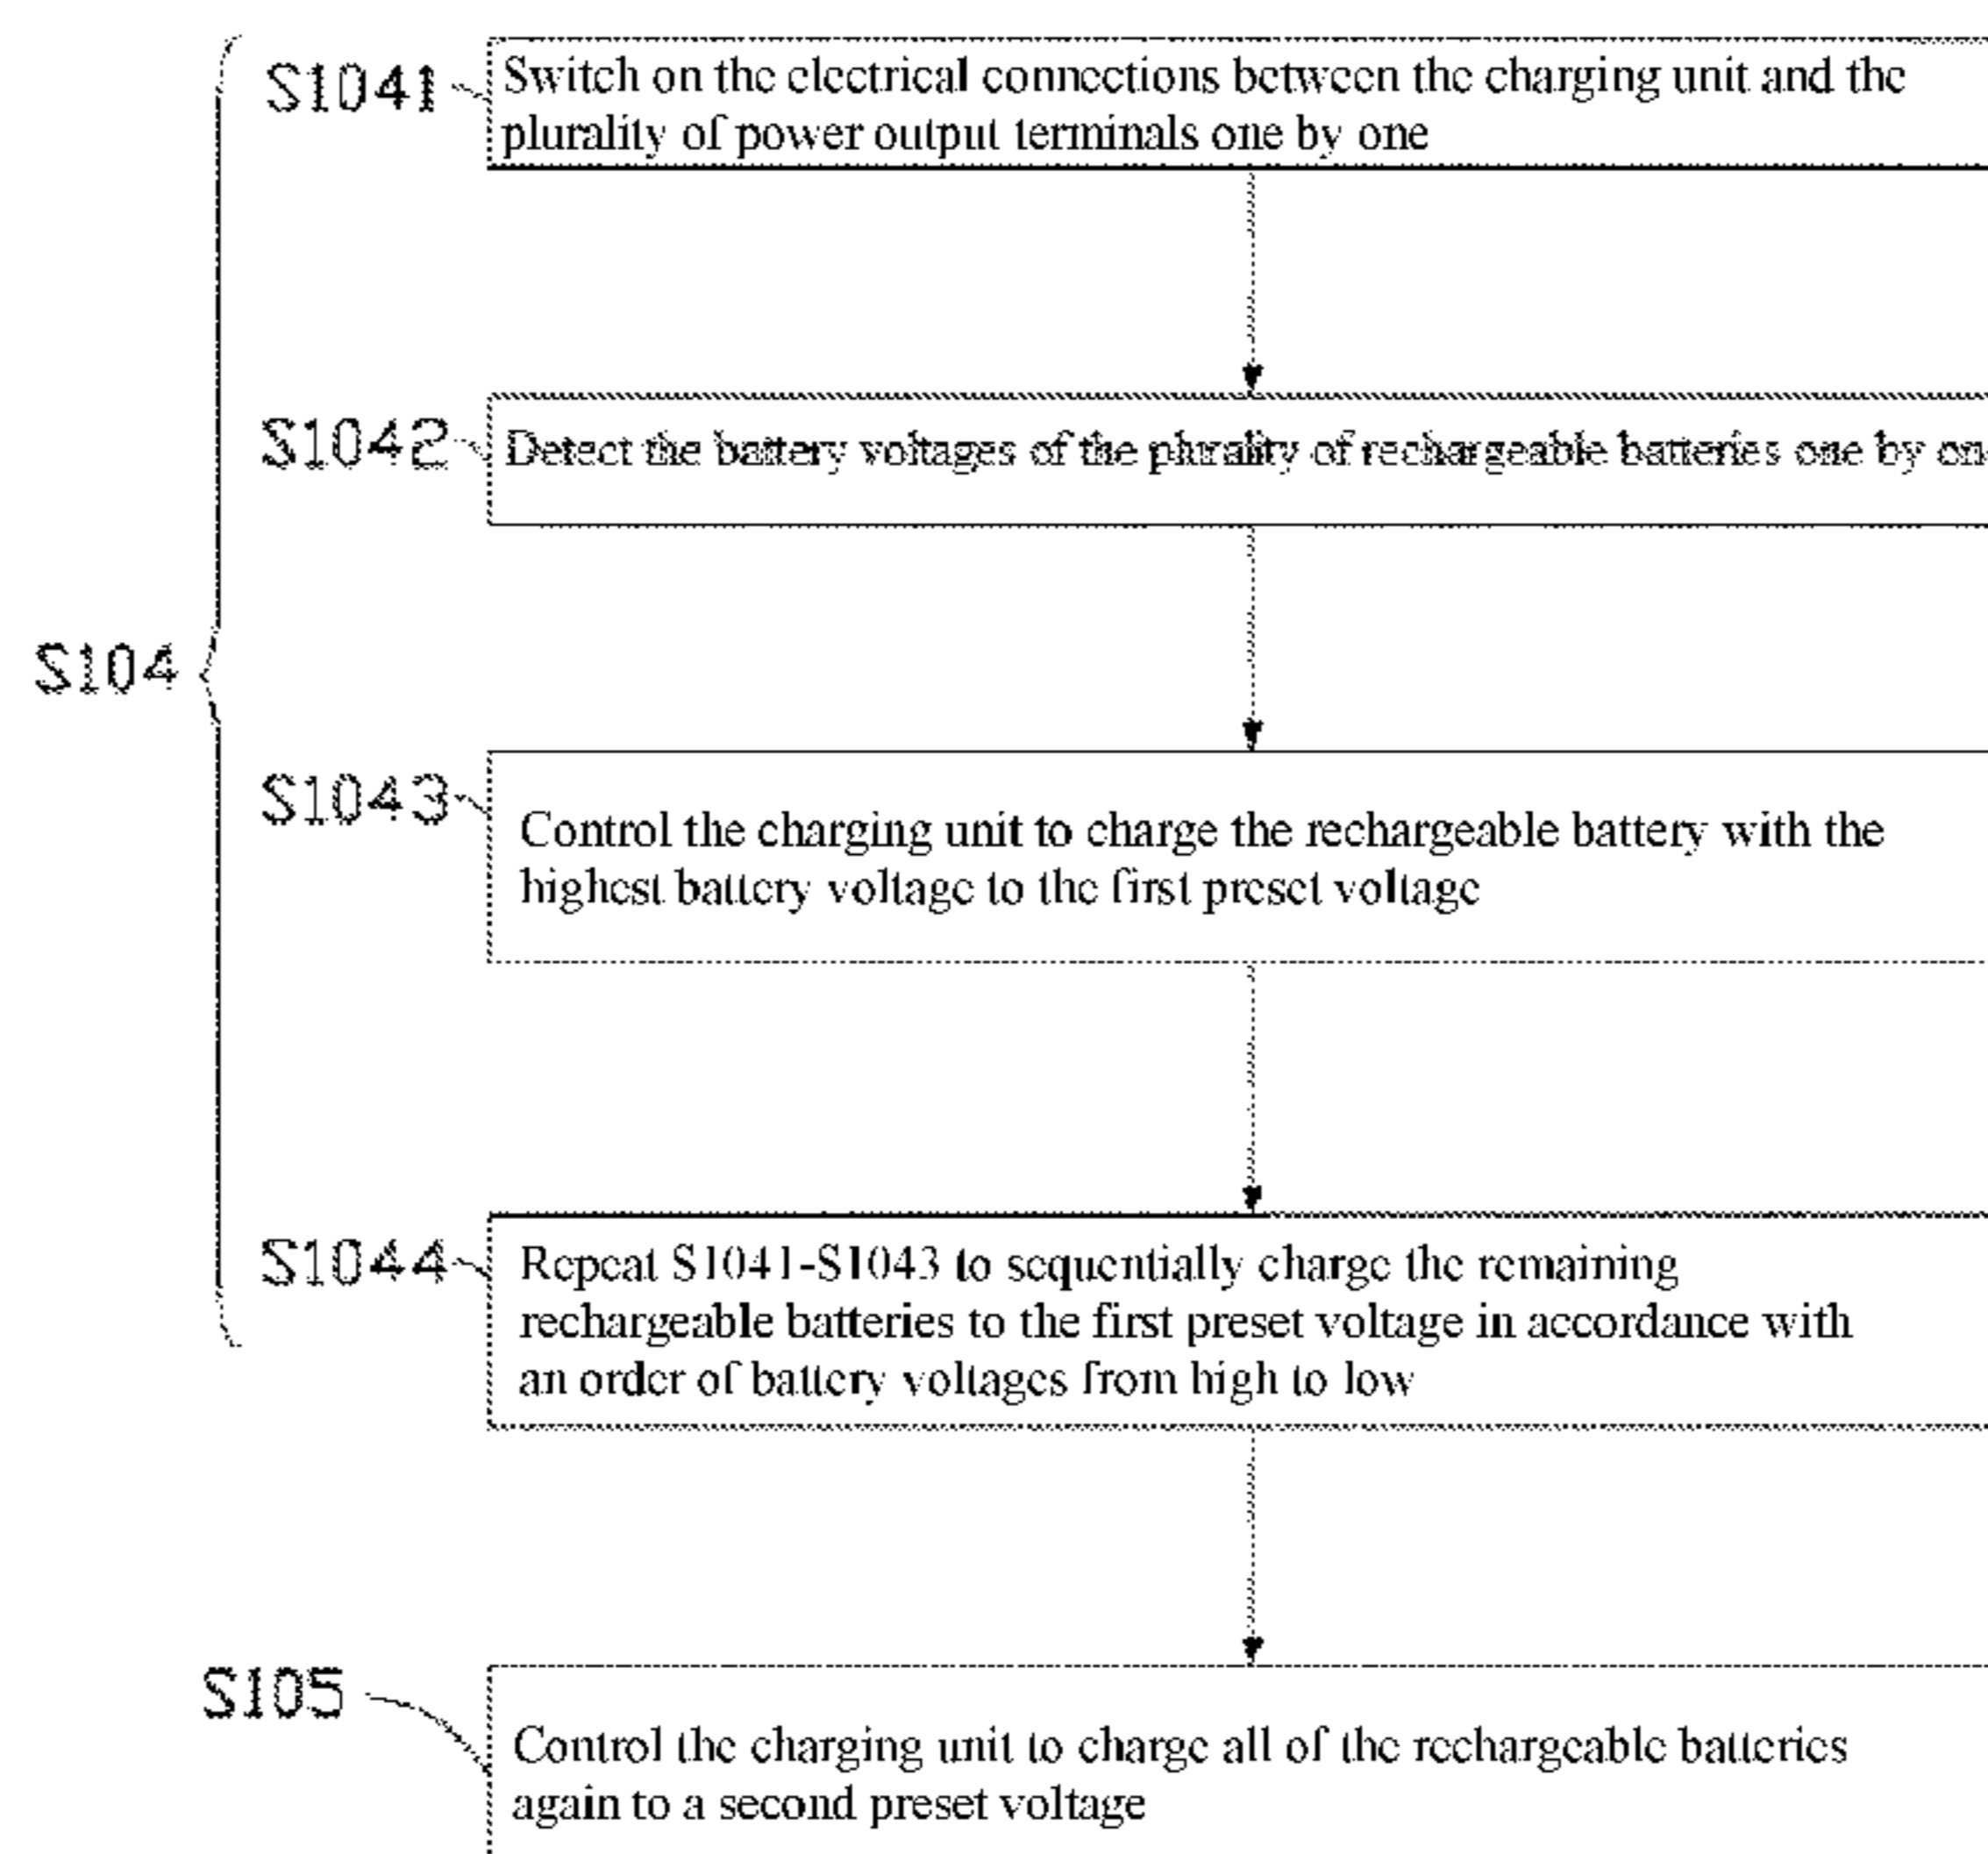 S1041
Switch on the electrical connections between the charging unit and the
plurality of power output terminals one by one
S1042
Detect the battery voltages of the plurality of rechargeable batteries one by on
S104
S1043
Control the charging unit to charge the rechargeable battery with the
highest battery voltage to the first preset voltage
S1044
Repeat S1041-S1043 to sequentially charge the remaining
rechargeable batteries to the first preset voltage in accordance with
an order of battery voltages from high to low
S105
Control the charging unit to charge all of the rechargeable batteries
again to a second preset voltage